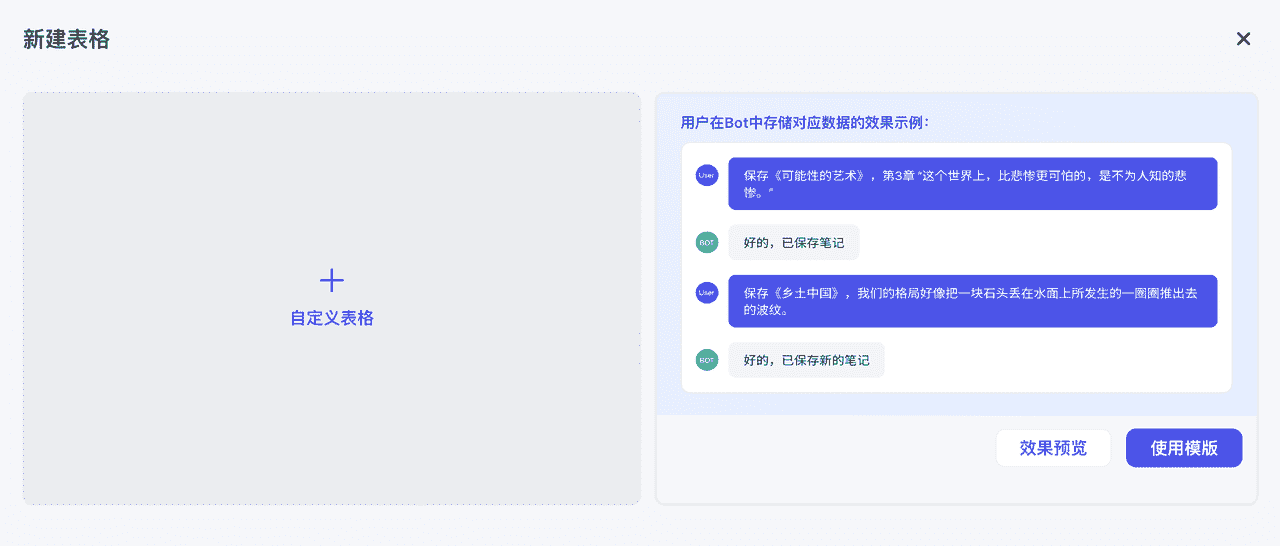 新建表格
自定义表格
用户在Bot中存储对应数据的效果示例：
User
保存《可能性的艺术》，第3章 “这个世界上，比悲惨更可怕的，是不为人知的悲
惨。”
BOT
好的，已保存笔记
User
保存《乡土中国》，我们的格局好像把一块石头丢在水面上所发生的一圈圈推出去
的波纹。
BOT
好的，已保存新的笔记
效果预览
使用模版